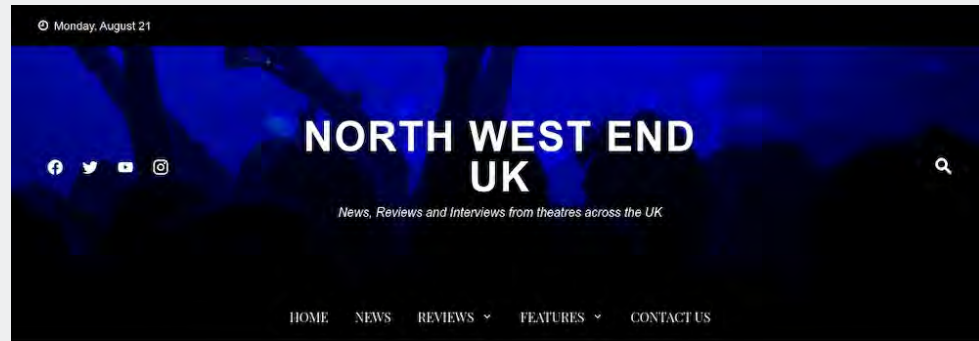 Monday, August 21
NORTH WEST END
UK
News, Reviews and Interviews from theatres across the UK
HOME NEWS REVIEWS FEATURES CONTACT US